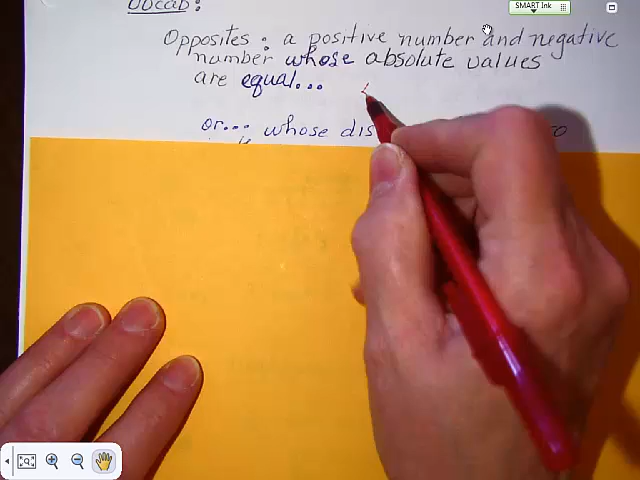 SMART Ink
Vocab:
Opposites: a positive number and negative
number whose absolute values
are equal...
or... whose dis